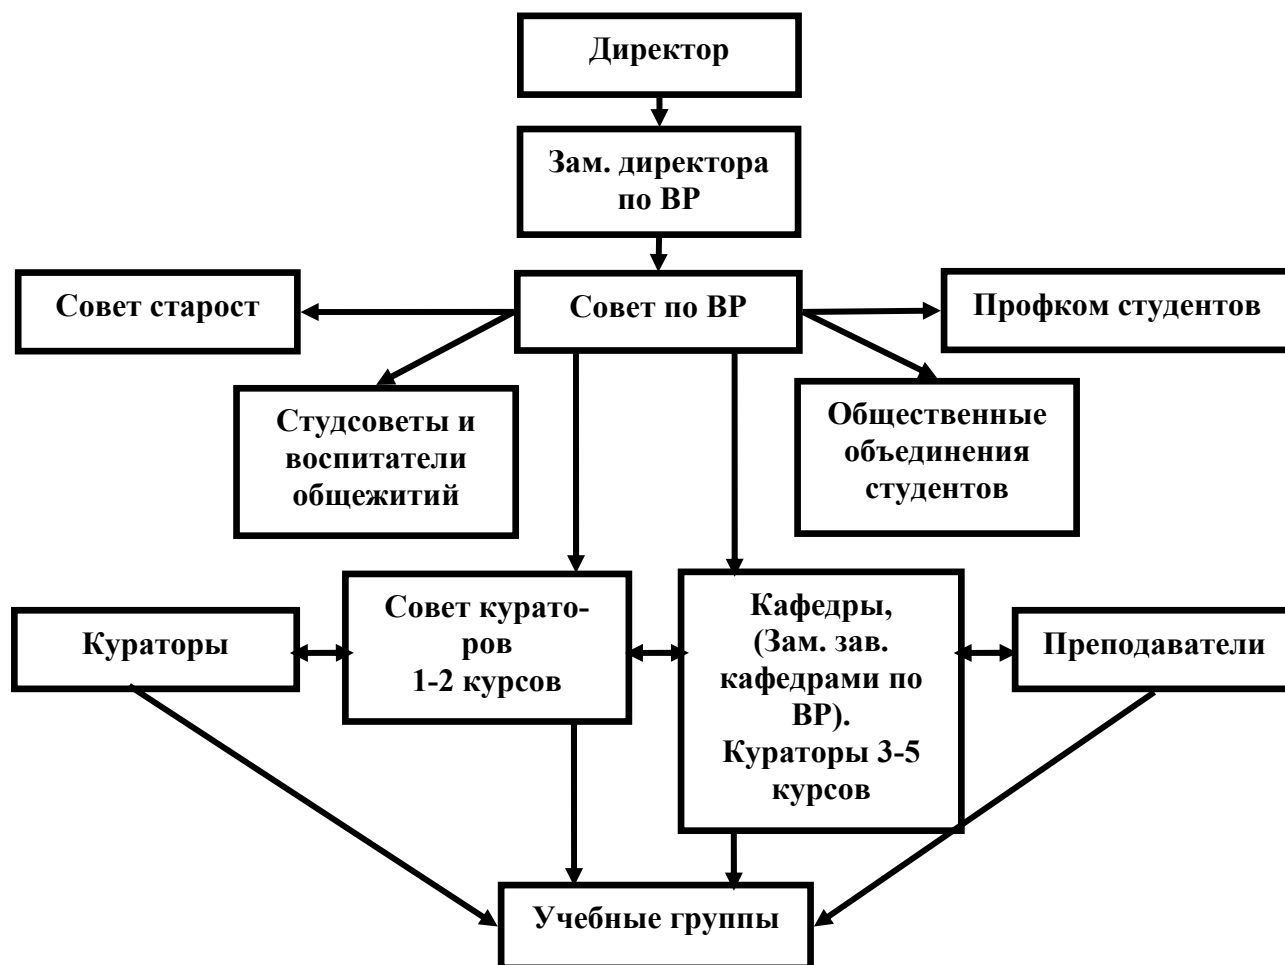 Директор
Зам. директора
по ВР
Совет старост
Совет по ВР
Профком студентов
Студсоветы и
воспитатели
общежитий
Общественные
объединения
студентов
Кураторы
Совет курато-
ров
1-2 курсов
Кафедры,
(Зам. зав.
кафедрами по
ВР).
Кураторы 3-5
курсов
Преподаватели
Учебные группы